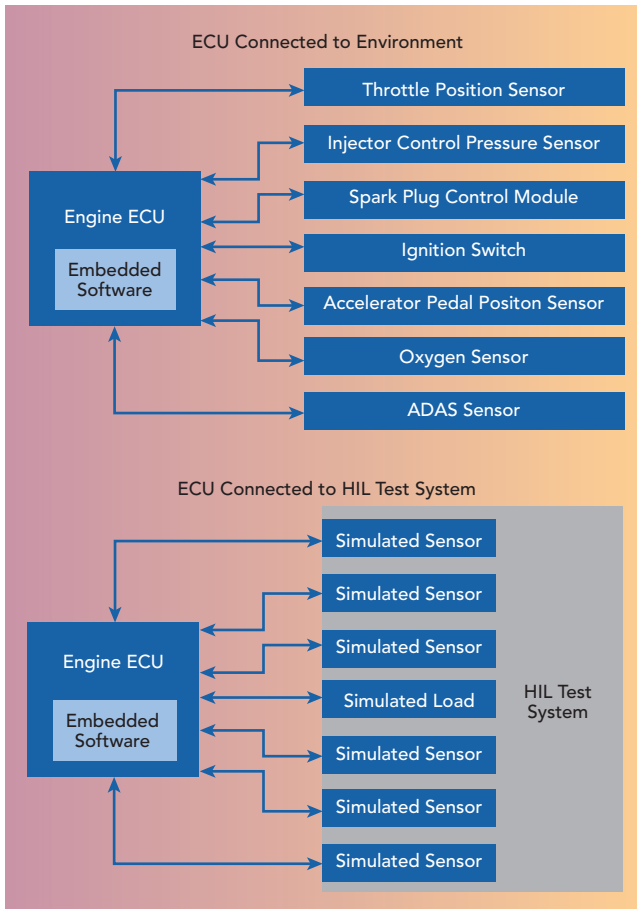 ECU Connected to Environment
Throttle Position Sensor
Injector Control Pressure Sensor
Spark Plug Control Module
Engine ECU
Ignition Switch
Embedded
Software
Accelerator Pedal Positon Sensor
Oxygen Sensor
ADAS Sensor
ECU Connected to HIL Test System
Simulated Sensor
Simulated Sensor
Simulated Sensor
Engine ECU
Simulated Load
HIL Test
System
Embedded
Software
Simulated Sensor
Simulated Sensor
Simulated Sensor